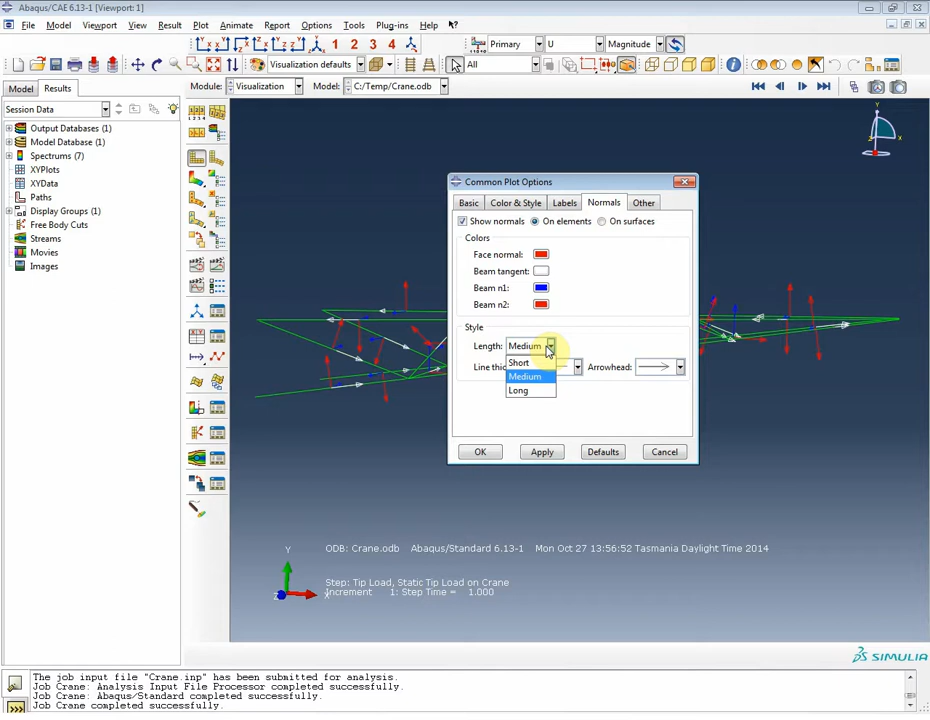 Abaqus/CAE 6.13-1 [Viewport: 1]
File Model Viewport View Result Plot Animate Report Options Tools Plug-ins Help
1 2 3 4 Primary U Magnitude
Visualization defaults All
Model Results Module: Visualization Model: C:/Temp/Crane.odb
Session Data
Output Databases (1)
Model Database (1)
Spectrums (7)
XYPlots
XYData
Paths
Display Groups (1)
Free Body Cuts
Streams
Movies
Images
Y
X
Z
Common Plot Options
Basic Color & Style Labels Normals Other
Show normals On elements On surfaces
Colors
Face normal:
Beam tangent:
Beam n1:
Beam n2:
Style
Length: Medium
Short
Medium
Long
Line thic Arrowhead:
OK Apply Defaults Cancel
ODB: Crane.odb Abaqus/Standard 6.13-1 Mon Oct 27 13:56:52 Tasmania Daylight Time 2014
Y
Z
X
Step: Tip Load, Static Tip Load on Crane
Increment 1: Step Time = 1.000
SIMULIA
The job input file "Crane.inp" has been submitted for analysis.
Job Crane: Analysis Input File Processor completed successfully.
Job Crane: Abaqus/Standard completed successfully.
Job Crane completed successfully.
>>>